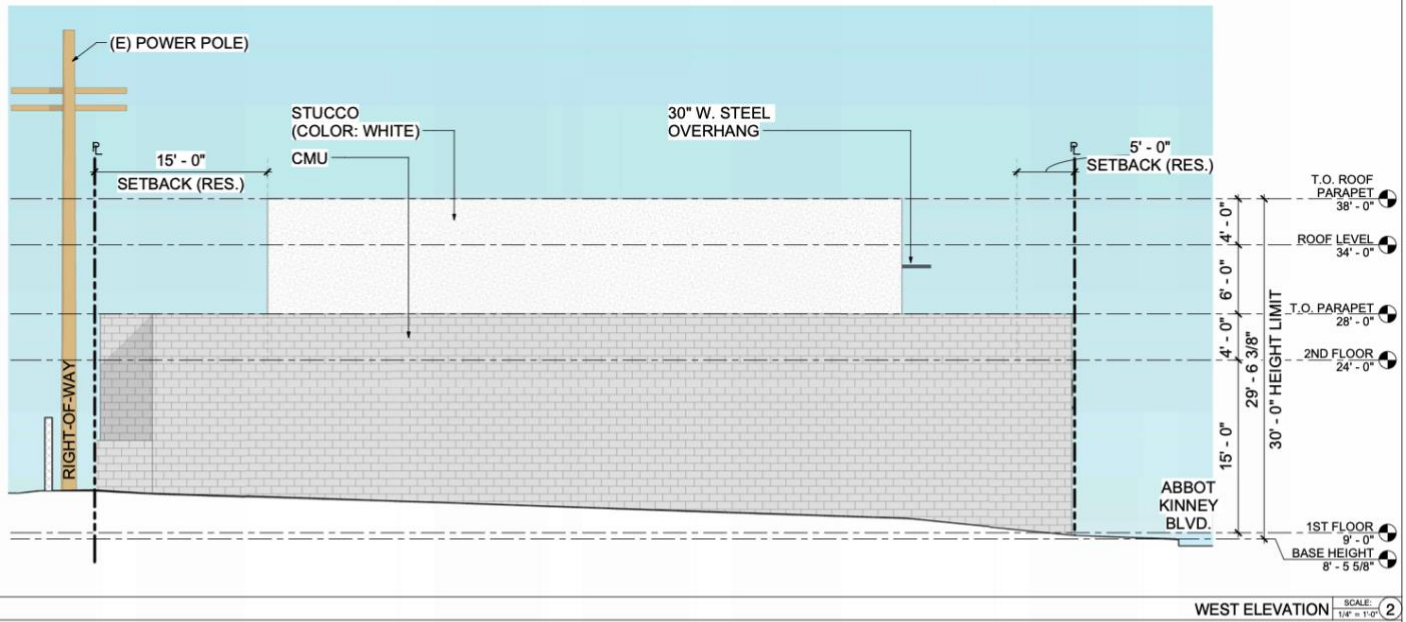 (E) POWER POLE)
STUCCO
(COLOR: WHITE)
CMU
30" W. STEEL
OVERHANG
PL
15' - 0"
SETBACK (RES.)
PL
5' - 0"
SETBACK (RES.)
T.O. ROOF
PARAPET
38' - 0"
ROOF LEVEL
34' - 0"
T.O. PARAPET
28' - 0"
2ND FLOOR
24' - 0"
1ST FLOOR
9' - 0"
BASE HEIGHT
8' - 5 5/8"
4' - 0"
6' - 0"
4' - 0"
15' - 0"
29' - 6 3/8"
30' - 0" HEIGHT LIMIT
RIGHT-OF-WAY
ABBOT
KINNEY
BLVD.
WEST ELEVATION
SCALE:
1/4" = 1'-0"
2